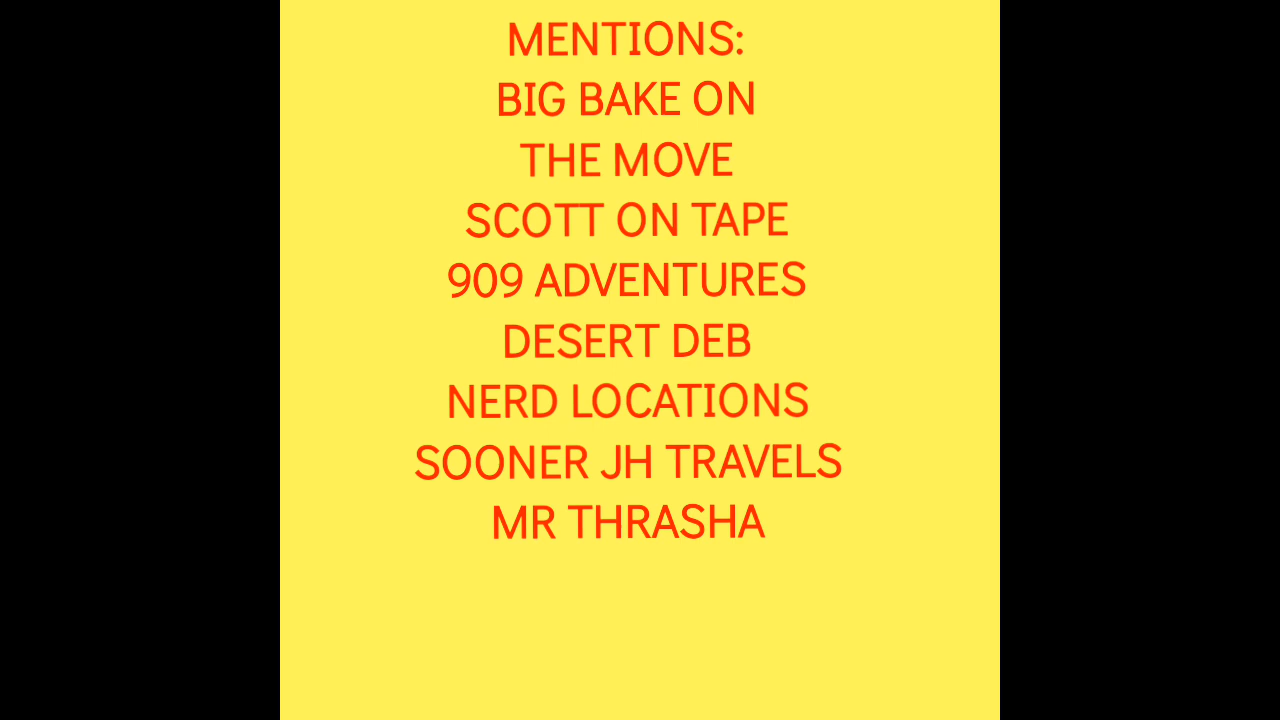 MENTIONS:
BIG BAKE ON
THE MOVE
SCOTT ON TAPE
909 ADVENTURES
DESERT DEB
NERD LOCATIONS
SOONER JH TRAVELS
MR THRASHA